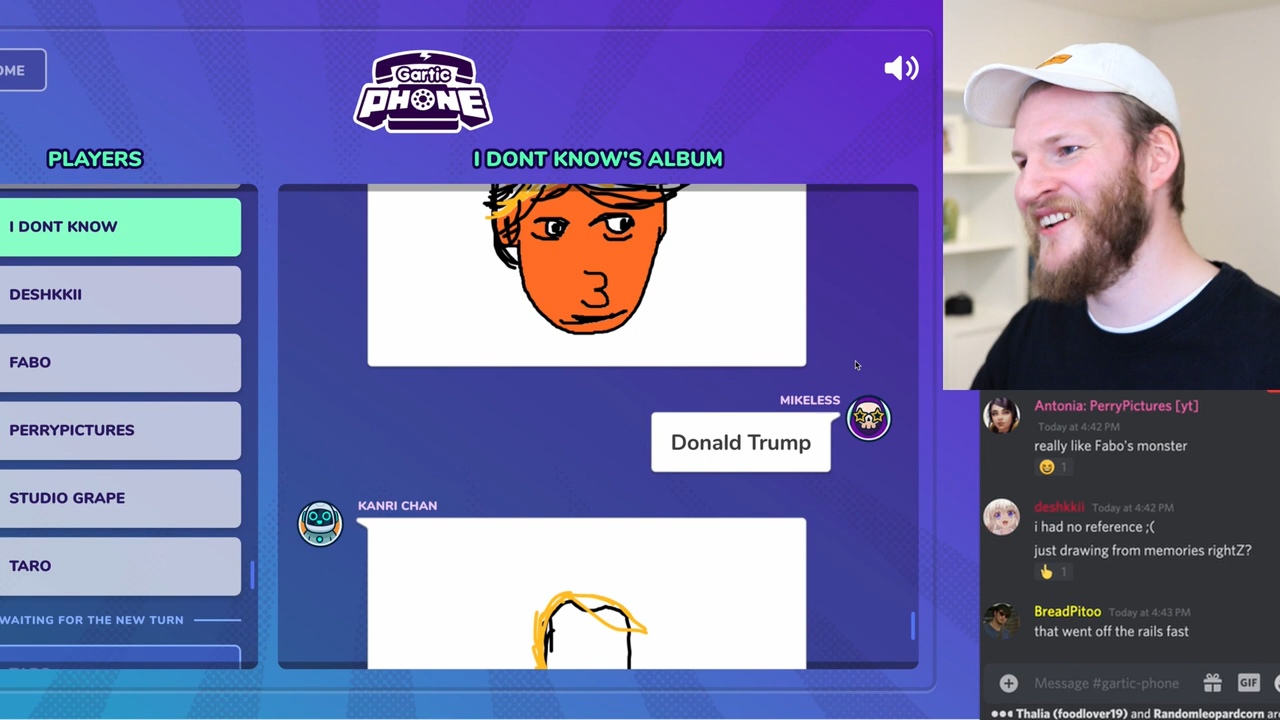 OME
Gartic
PHONE
PLAYERS
I DONT KNOW'S ALBUM
I DONT KNOW
DESHKKII
FABO
PERRYPICTURES
STUDIO GRAPE
TARO
WAITING FOR THE NEW TURN
MIKELESS
Donald Trump
KANRI CHAN
Antonia: PerryPictures [yt]
Today at 4:42 PM
really like Fabo's monster
1
deshkkii Today at 4:42 PM
i had no reference ;(
just drawing from memories rightZ?
1
BreadPitoo Today at 4:43 PM
that went off the rails fast
Message #gartic-phone
GIF
Thalia (foodlover19) and Randomleopardcorn ar